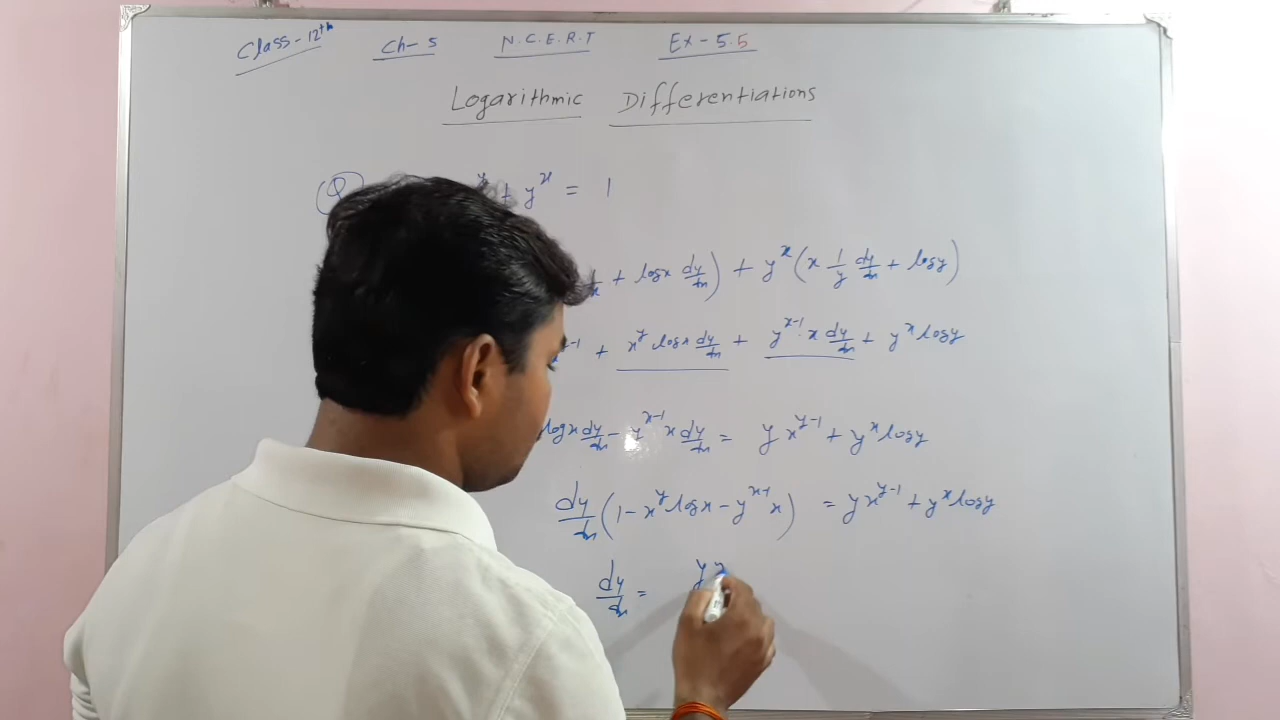 Class-12th Ch-5 N.C.E.R.T Ex-5.5
Logarithmic Differentiations
Q y + y^x = 1
1/x + logx dy/dx) + y^x (x 1/y dy/dx + logy)
-1 + x^y logx dy/dx + y^x-1 · x dy/dx + y^x logy
logx dy/dx - y^x-1 x dy/dx = y x^y-1 + y^x logy
dy/dx (1 - x^y logx - y^x-1 x) = y x^y-1 + y^x logy
dy/dx = y x